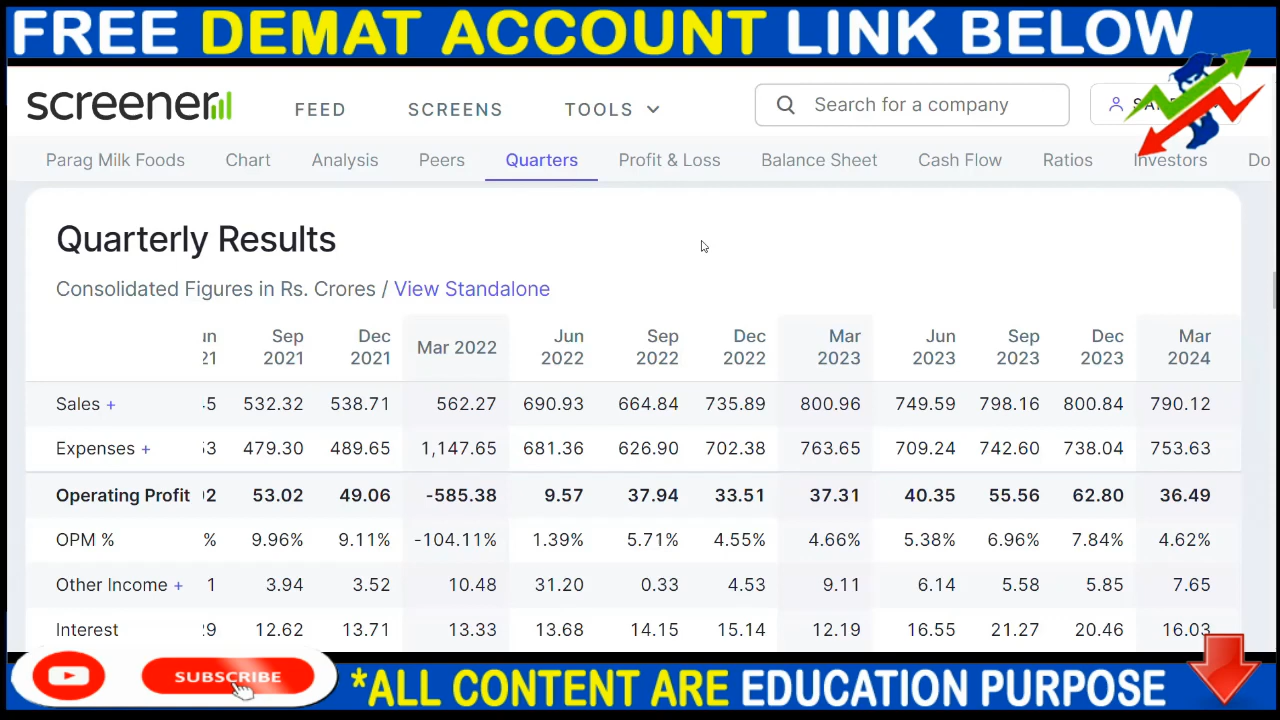 FREE DEMAT ACCOUNT LINK BELOW
screener FEED SCREENS TOOLS Search for a company
Parag Milk Foods Chart Analysis Peers Quarters Profit & Loss Balance Sheet Cash Flow Ratios Investors Do
Quarterly Results
Consolidated Figures in Rs. Crores / View Standalone
Sep 2021 Dec 2021 Mar 2022 Jun 2022 Sep 2022 Dec 2022 Mar 2023 Jun 2023 Sep 2023 Dec 2023 Mar 2024
Sales + 532.32 538.71 562.27 690.93 664.84 735.89 800.96 749.59 798.16 800.84 790.12
Expenses + 479.30 489.65 1,147.65 681.36 626.90 702.38 763.65 709.24 742.60 738.04 753.63
Operating Profit 53.02 49.06 -585.38 9.57 37.94 33.51 37.31 40.35 55.56 62.80 36.49
OPM % % 9.96% 9.11% -104.11% 1.39% 5.71% 4.55% 4.66% 5.38% 6.96% 7.84% 4.62%
Other Income + 1 3.94 3.52 10.48 31.20 0.33 4.53 9.11 6.14 5.58 5.85 7.65
Interest 12.62 13.71 13.33 13.68 14.15 15.14 12.19 16.55 21.27 20.46 16.03
SUBSCRIBE
*ALL CONTENT ARE EDUCATION PURPOSE